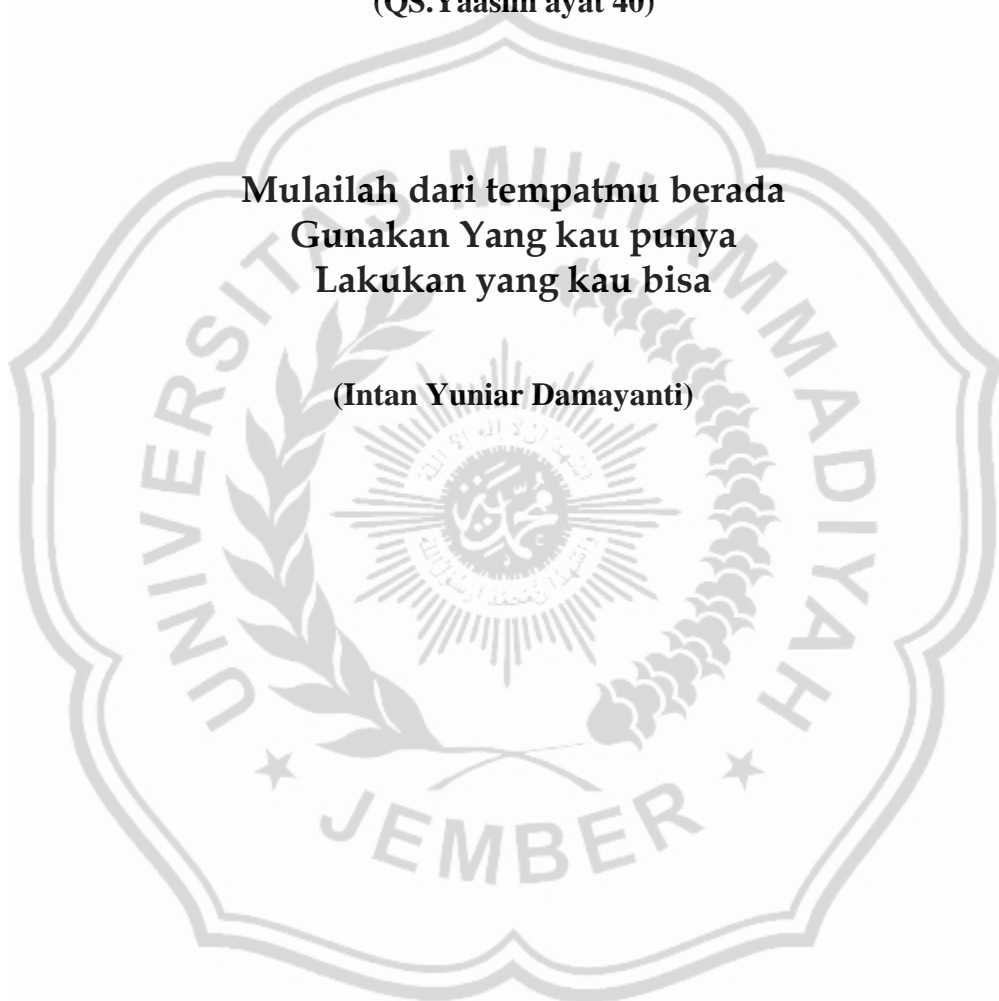 (QS.Yaasiin ayat 40)
Mulailah dari tempatmu berada
Gunakan Yang kau punya
Lakukan yang kau bisa
(Intan Yuniar Damayanti)
UNIVERSITAS MUHAMMADIYAH
JEMBER